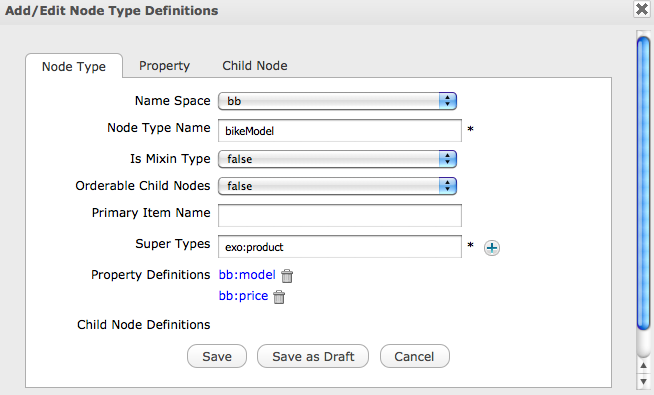 Add/Edit Node Type Definitions
Node Type Property Child Node
Name Space bb
Node Type Name bikeModel *
Is Mixin Type false
Orderable Child Nodes false
Primary Item Name
Super Types exo:product *
Property Definitions bb:model
bb:price
Child Node Definitions
Save Save as Draft Cancel